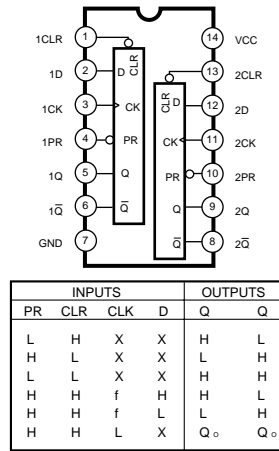 1CLR 1 14 VCC
1D 2 D CLR 13 2CLR
1CK 3 CK CLR D 12 2D
1PR 4 PR CK 11 2CK
1Q 5 Q PR 10 2PR
1Q̅ 6 Q̅ Q 9 2Q
GND 7 Q̅ 8 2Q̅
INPUTS OUTPUTS
PR CLR CLK D Q Q
L H X X H L
H L X X L H
L L X X H H
H H f H H L
H H f L L H
H H L X Qo Qo